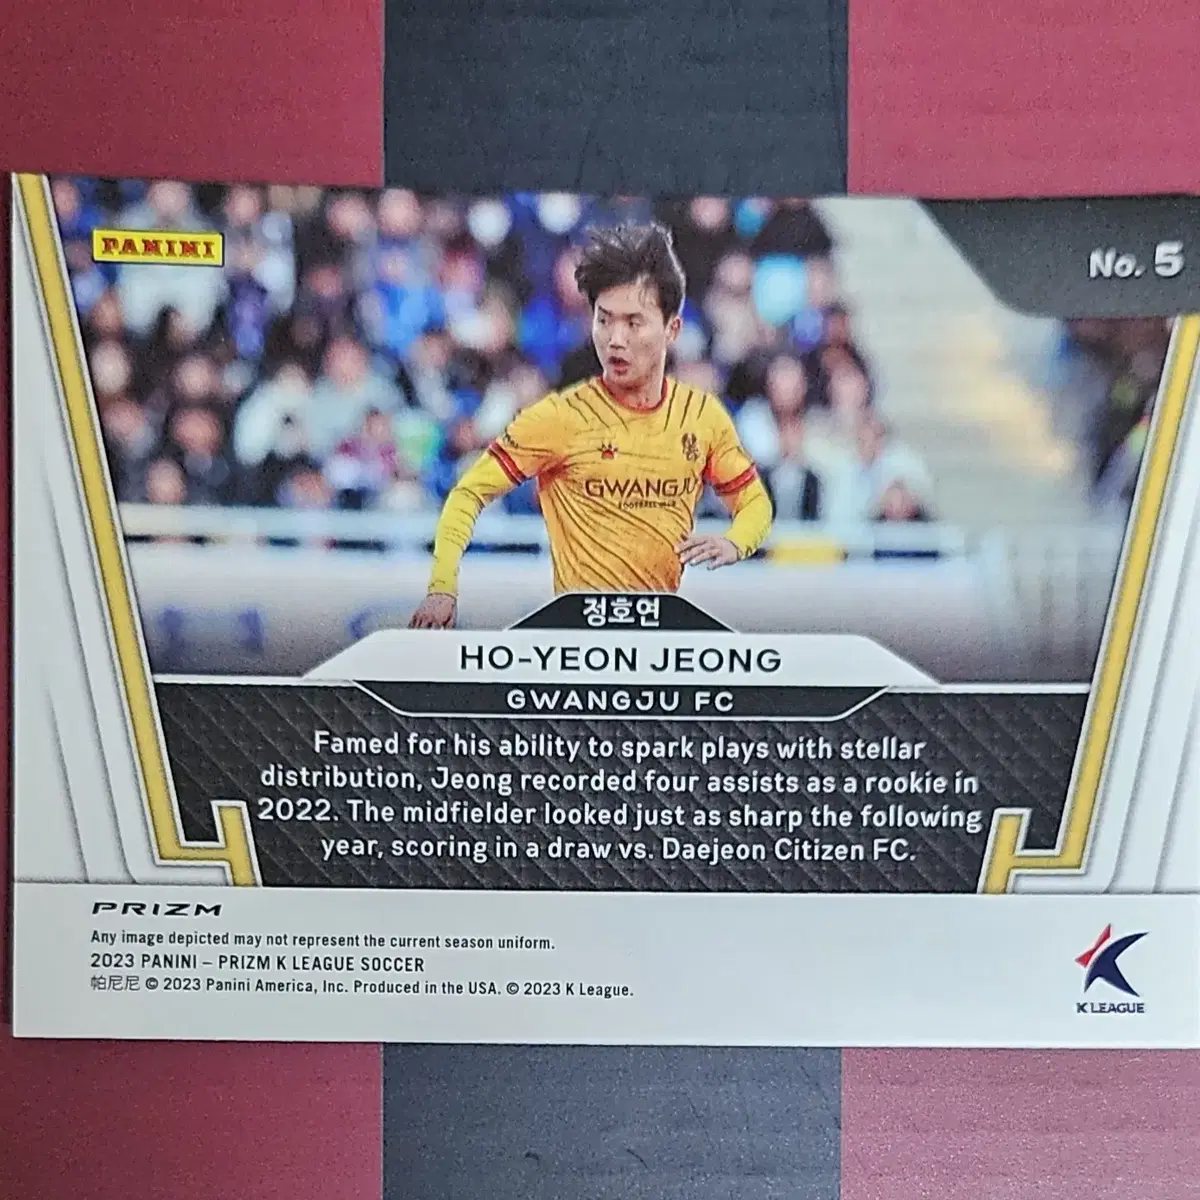 PANINI
No. 5
GWANGJU
FOOTBALL CLUB
정호연
HO-YEON JEONG
GWANGJU FC
Famed for his ability to spark plays with stellar
distribution, Jeong recorded four assists as a rookie in
2022. The midfielder looked just as sharp the following
year, scoring in a draw vs. Daejeon Citizen FC.
PRIZM
Any image depicted may not represent the current season uniform.
2023 PANINI – PRIZM K LEAGUE SOCCER
帕尼尼 © 2023 Panini America, Inc. Produced in the USA. © 2023 K League.
K LEAGUE